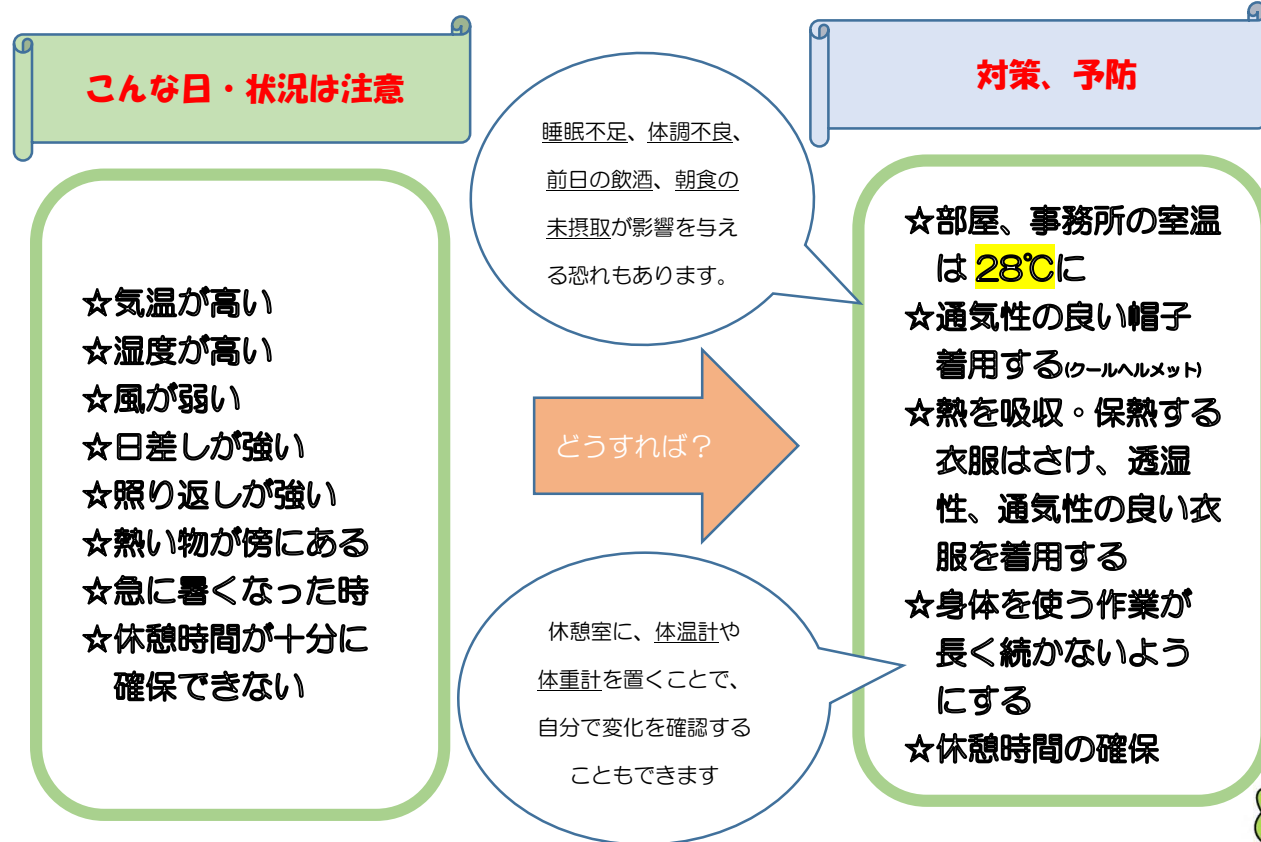 こんな日・状況は注意
☆気温が高い
☆湿度が高い
☆風が弱い
☆日差しが強い
☆照り返しが強い
☆熱い物が傍にある
☆急に暑くなった時
☆休憩時間が十分に
確保できない
睡眠不足、体調不良、
前日の飲酒、朝食の
未摂取が影響を与え
る恐れもあります。
どうすれば？
休憩室に、体温計や
体重計を置くことで、
自分で変化を確認する
こともできます
対策、予防
☆部屋、事務所の室温
は 28℃に
☆通気性の良い帽子
着用する(クールヘルメット)
☆熱を吸収・保熱する
衣服はさけ、透湿
性、通気性の良い衣
服を着用する
☆身体を使う作業が
長く続かないよう
にする
☆休憩時間の確保